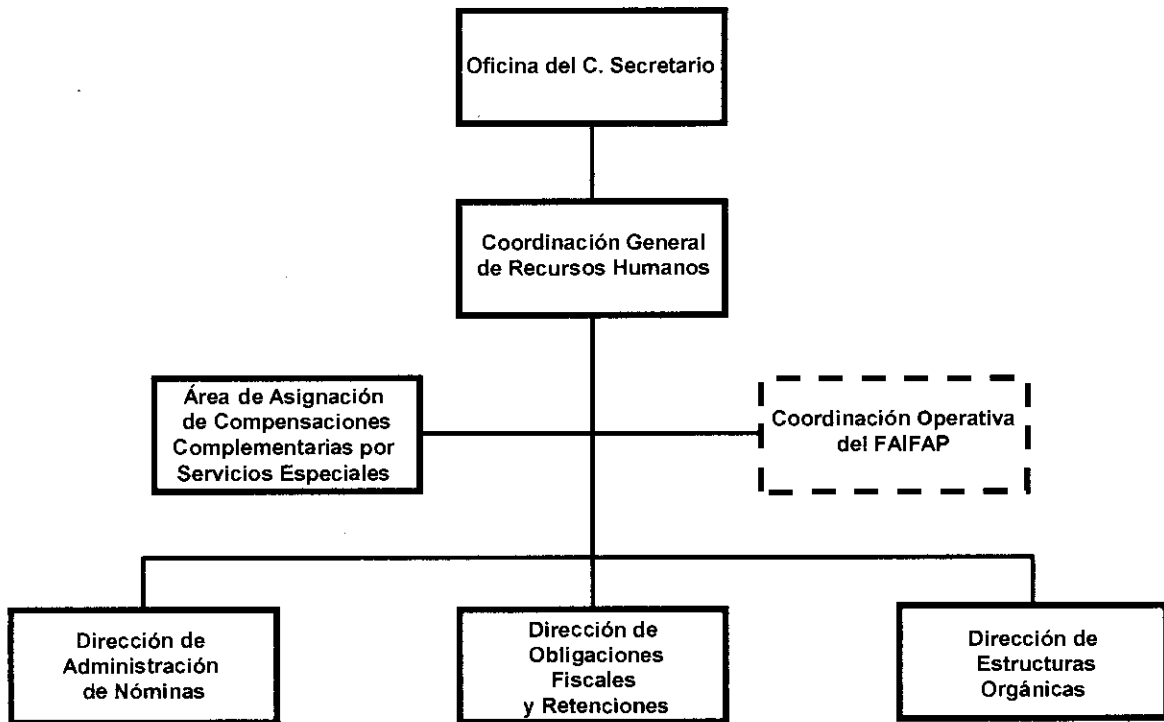 Oficina del C. Secretario
Coordinación General
de Recursos Humanos
Área de Asignación
de Compensaciones
Complementarias por
Servicios Especiales
Coordinación Operativa
del FAIFAP
Dirección de
Administración
de Nóminas
Dirección de
Obligaciones
Fiscales
y Retenciones
Dirección de
Estructuras
Orgánicas